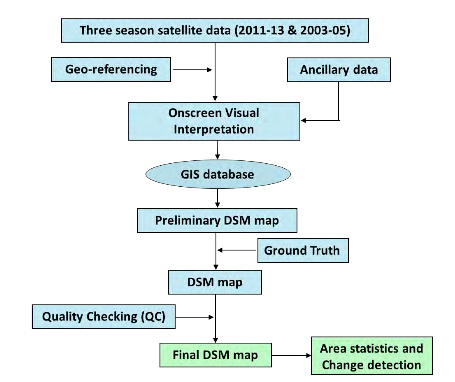 Three season satellite data (2011-13 & 2003-05)
Geo-referencing
Ancillary data
Onscreen Visual
Interpretation
GIS database
Preliminary DSM map
Ground Truth
DSM map
Quality Checking (QC)
Final DSM map
Area statistics and
Change detection